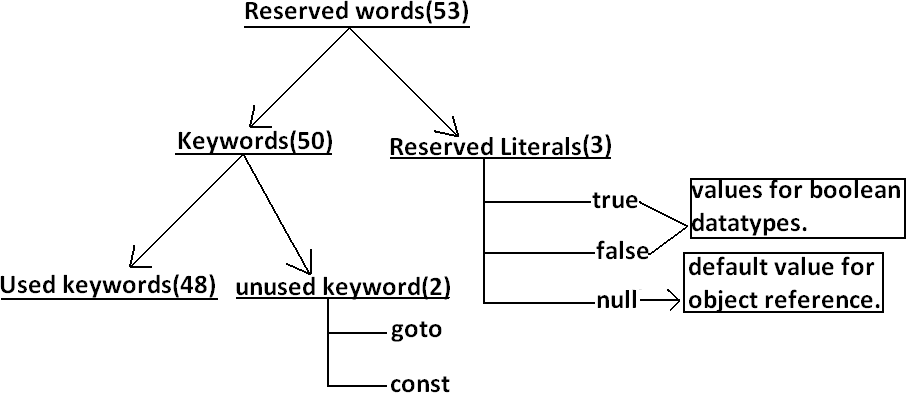 Reserved words(53)
Keywords(50)
Reserved Literals(3)
true
values for boolean
datatypes.
false
default value for
object reference.
null
Used keywords(48)
unused keyword(2)
goto
const